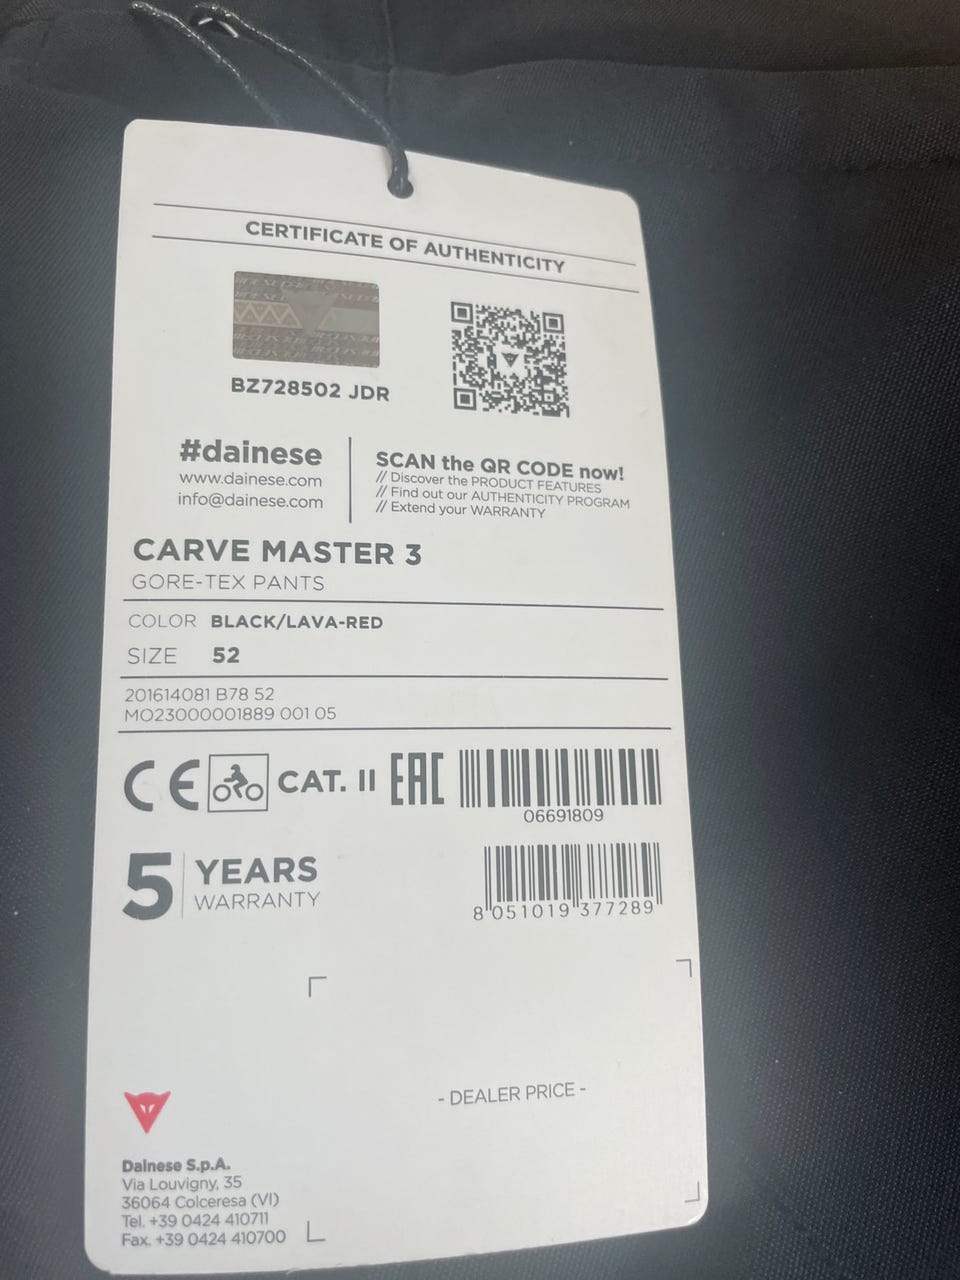 CERTIFICATE OF AUTHENTICITY
BZ728502 JDR
#dainese
www.dainese.com
info@dainese.com
SCAN the QR CODE now!
// Discover the PRODUCT FEATURES
// Find out our AUTHENTICITY PROGRAM
// Extend your WARRANTY
CARVE MASTER 3
GORE-TEX PANTS
COLOR BLACK/LAVA-RED
SIZE 52
201614081 B78 52
MO23000001889 001 05
CE CAT. II EAC
06691809
5 YEARS
WARRANTY
8 051019 377289
- DEALER PRICE -
Dainese S.p.A.
Via Louvigny, 35
36064 Colceresa (VI)
Tel. +39 0424 410711
Fax. +39 0424 410700